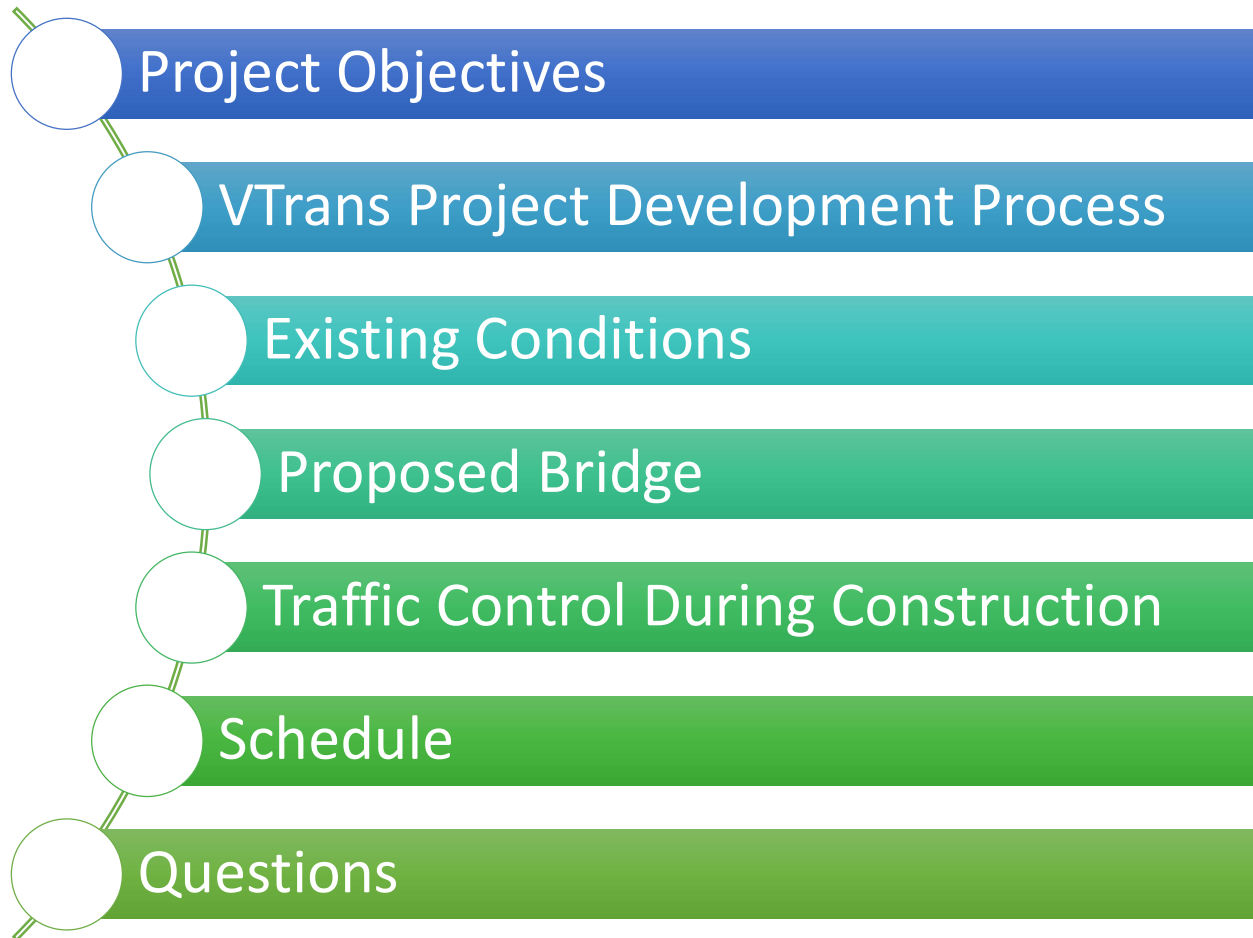 Project Objectives
VTrans Project Development Process
Existing Conditions
Proposed Bridge
Traffic Control During Construction
Schedule
Questions